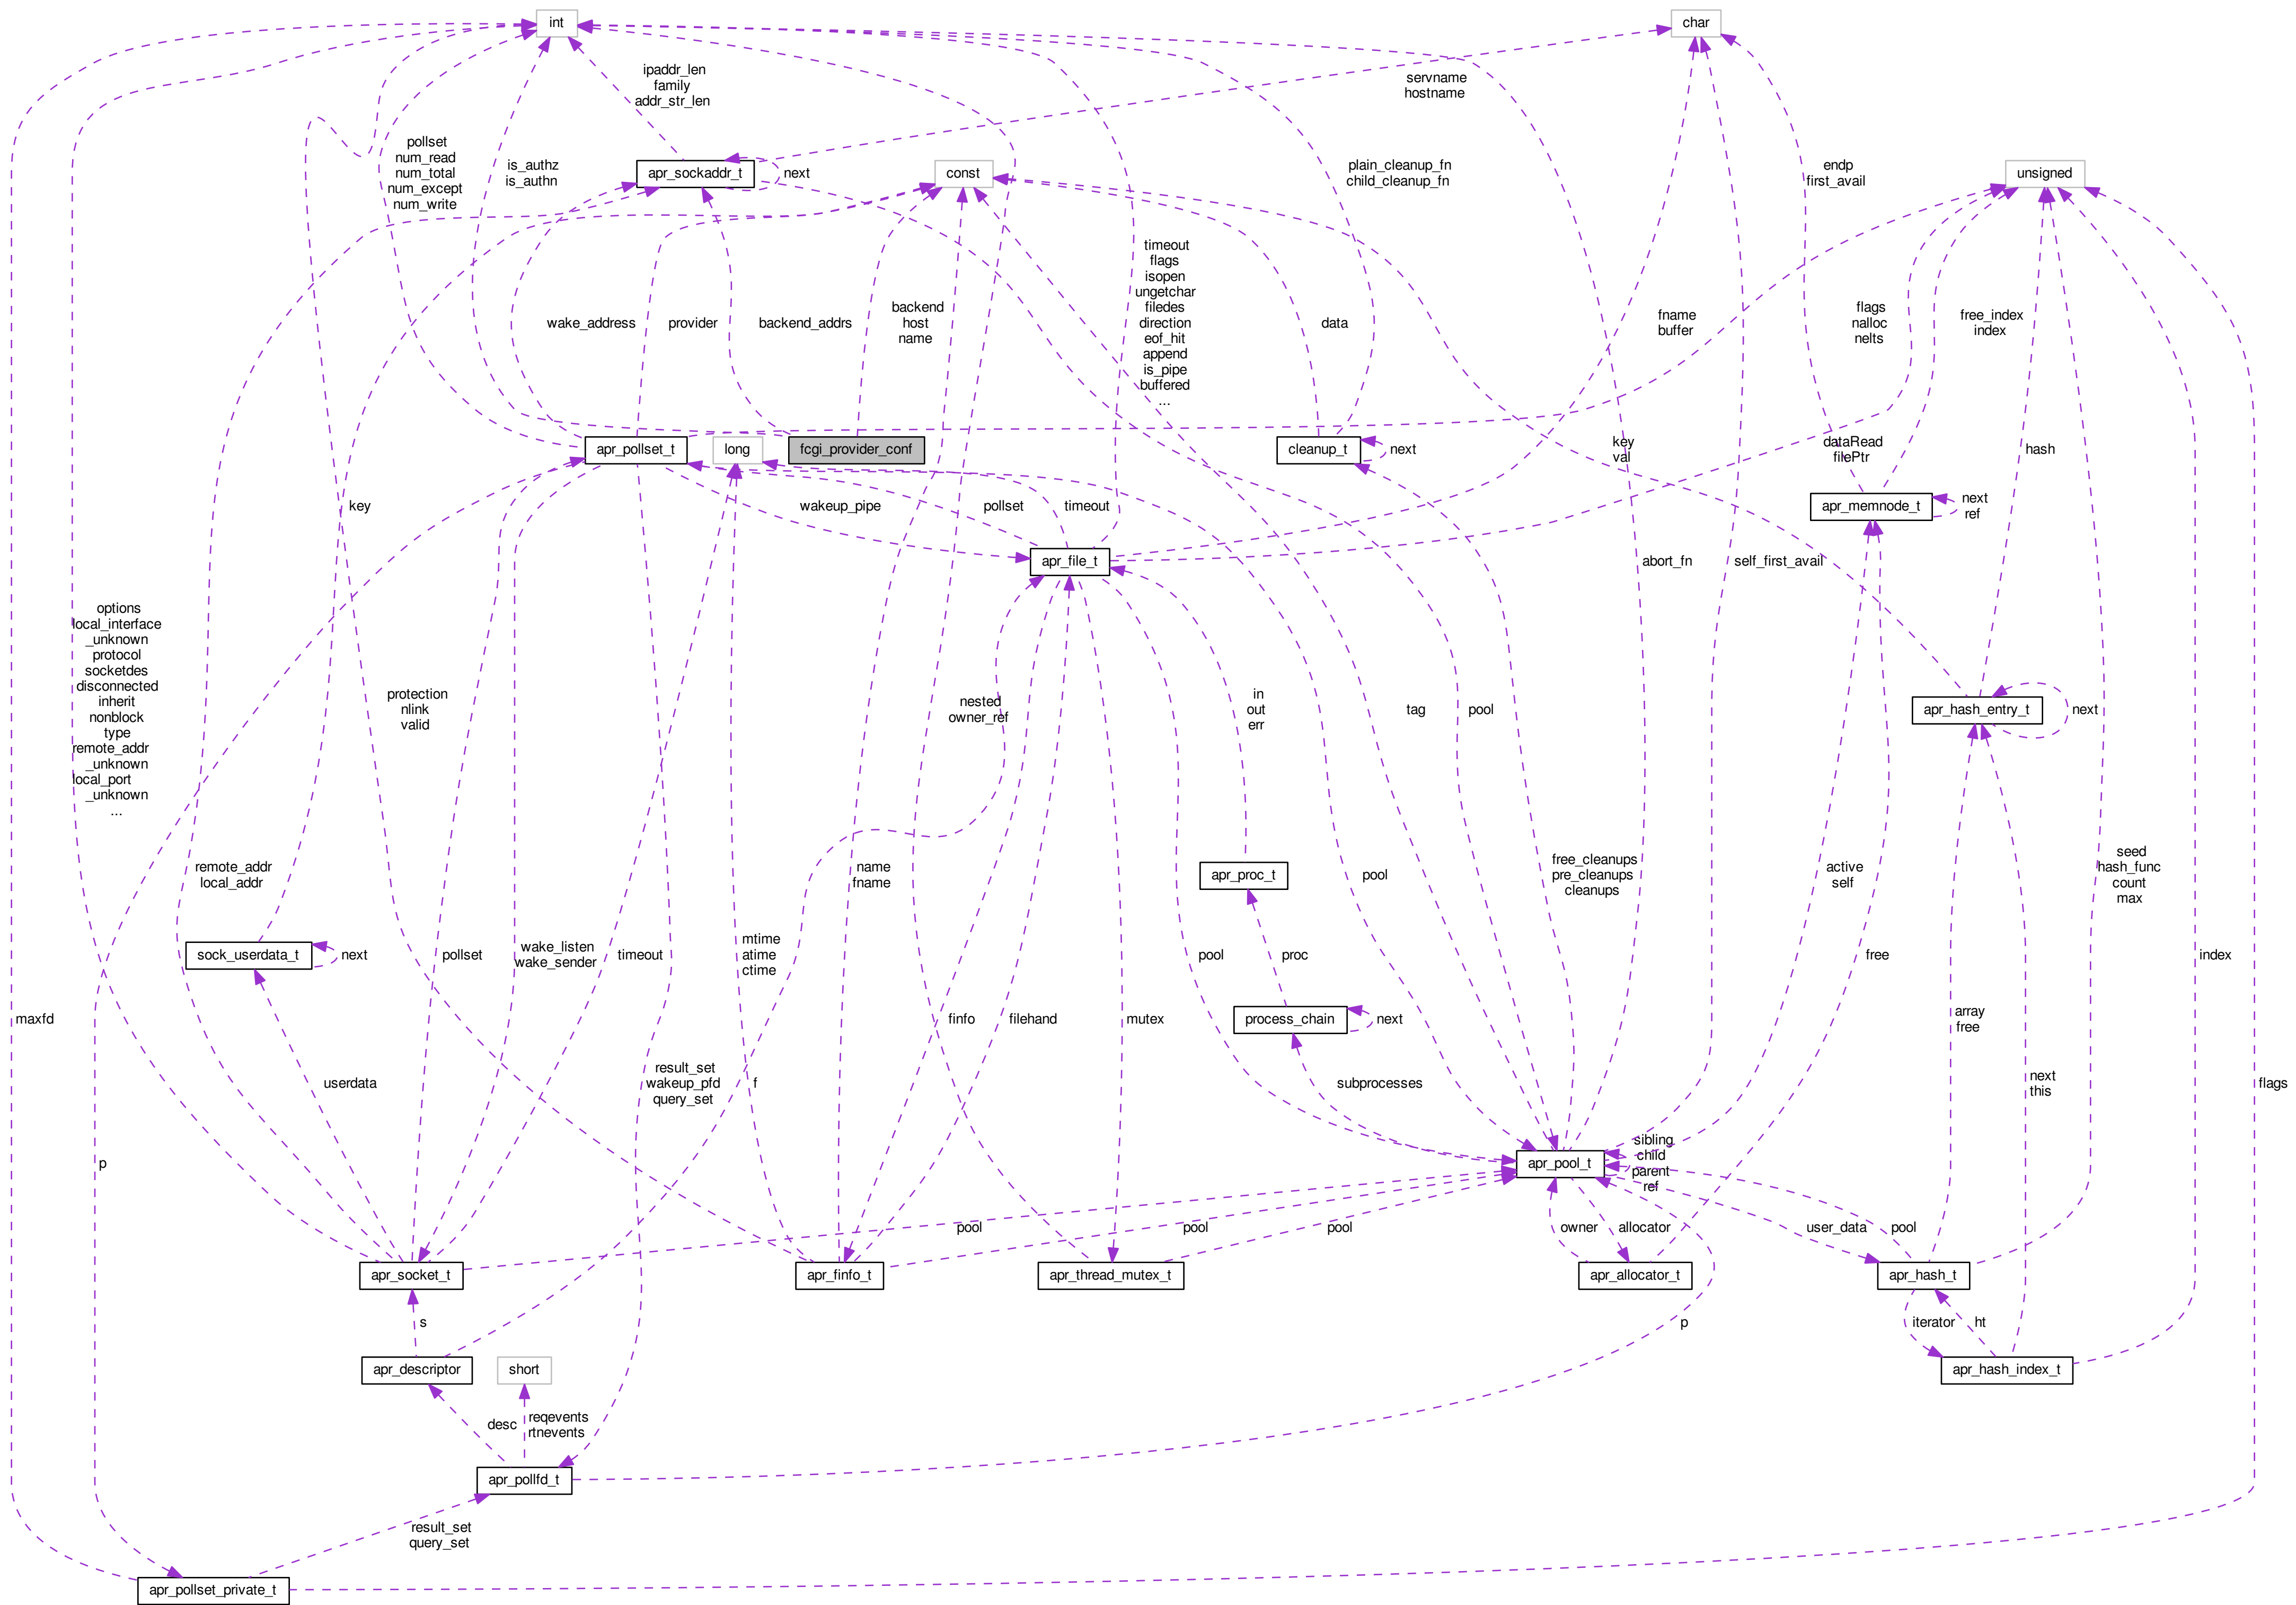 int
char
ipaddr_len
family
addr_str_len
servname
hostname
pollset
num_read
num_total
num_except
num_write
is_authz
is_authn
apr_sockaddr_t
next
const
plain_cleanup_fn
child_cleanup_fn
endp
first_avail
unsigned
wake_address
provider
backend_addrs
backend
host
name
timeout
flags
isopen
ungetchar
filedes
direction
eof_hit
append
is_pipe
buffered
...
data
fname
buffer
flags
nalloc
nelts
free_index
index
apr_pollset_t
long
fcgi_provider_conf
cleanup_t
next
key
val
dataRead
filePtr
hash
key
wakeup_pipe
pollset
timeout
apr_memnode_t
next
ref
apr_file_t
abort_fn
self_first_avail
options
local_interface
_unknown
protocol
socketdes
disconnected
inherit
nonblock
type
remote_addr
_unknown
local_port
_unknown
...
protection
nlink
valid
nested
owner_ref
in
out
err
tag
pool
apr_hash_entry_t
next
remote_addr
local_addr
name
fname
apr_proc_t
pool
free_cleanups
pre_cleanups
cleanups
active
self
seed
hash_func
count
max
sock_userdata_t
next
pollset
wake_listen
wake_sender
timeout
mtime
atime
ctime
pool
proc
free
index
maxfd
finfo
filehand
mutex
process_chain
next
array
free
userdata
result_set
wakeup_pfd
query_set
f
subprocesses
next
this
flags
p
apr_pool_t
sibling
child
parent
ref
pool
pool
pool
owner
allocator
user_data
pool
apr_socket_t
apr_finfo_t
apr_thread_mutex_t
apr_allocator_t
apr_hash_t
s
p
iterator
ht
apr_descriptor
short
apr_hash_index_t
desc
reqevents
rtnevents
apr_pollfd_t
result_set
query_set
apr_pollset_private_t